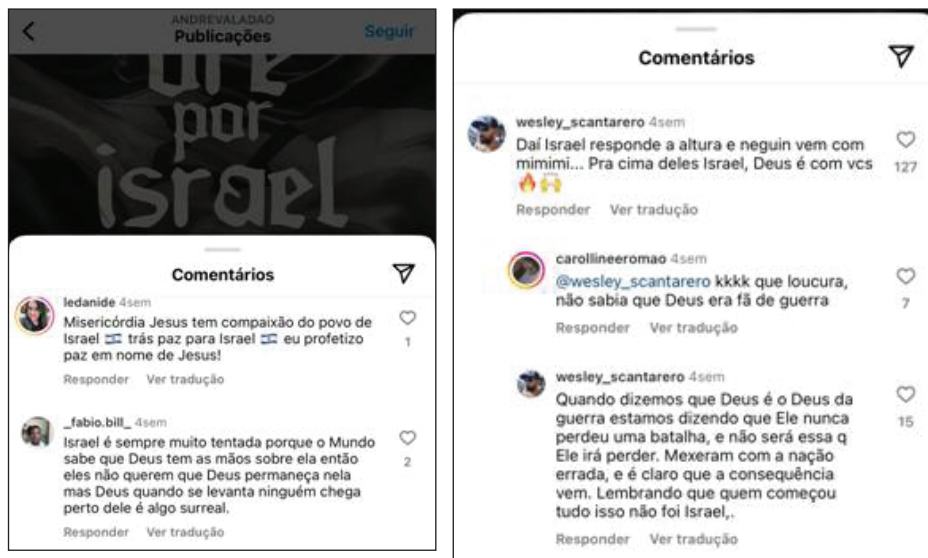 ANDREVALADAO
Publicações
Seguir
ore
por
israel
Comentários
ledanide 4sem
Misericórdia Jesus tem compaixão do povo de
Israel 🇮🇱 trás paz para Israel 🇮🇱 eu profetizo
paz em nome de Jesus!
1
Responder Ver tradução
_fabio.bill_ 4sem
Israel é sempre muito tentada porque o Mundo
sabe que Deus tem as mãos sobre ela então
eles não querem que Deus permaneça nela
mas Deus quando se levanta ninguém chega
perto dele é algo surreal.
2
Responder Ver tradução
Comentários
wesley_scantarero 4sem
Daí Israel responde a altura e neguin vem com
mimimi... Pra cima deles Israel, Deus é com vcs
🔥🙌
127
Responder Ver tradução
carollineeromao 4sem
@wesley_scantarero kkkk que loucura,
não sabia que Deus era fã de guerra
7
Responder Ver tradução
wesley_scantarero 4sem
Quando dizemos que Deus é o Deus da
guerra estamos dizendo que Ele nunca
perdeu uma batalha, e não será essa q
Ele irá perder. Mexeram com a nação
errada, e é claro que a consequência
vem. Lembrando que quem começou
tudo isso não foi Israel,.
15
Responder Ver tradução